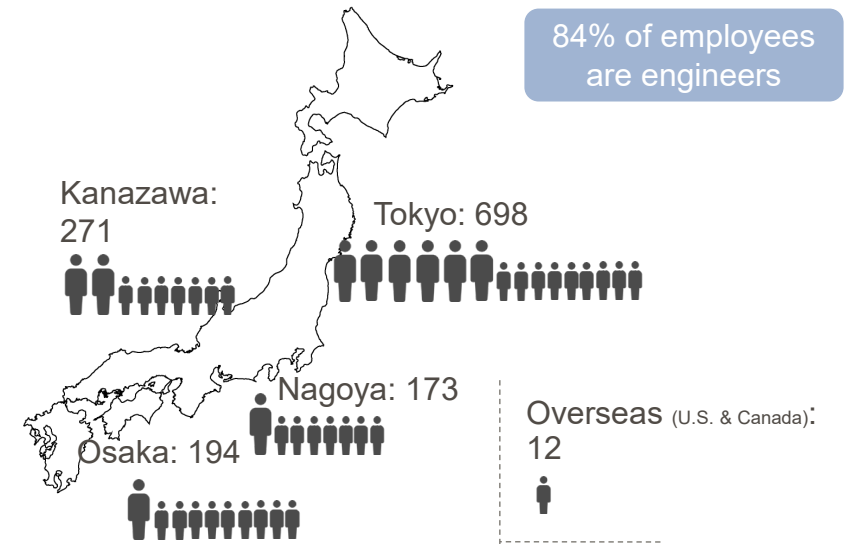 84% of employees
are engineers
Kanazawa:
271
Tokyo: 698
Nagoya: 173
Overseas (U.S. & Canada):
12
Osaka: 194